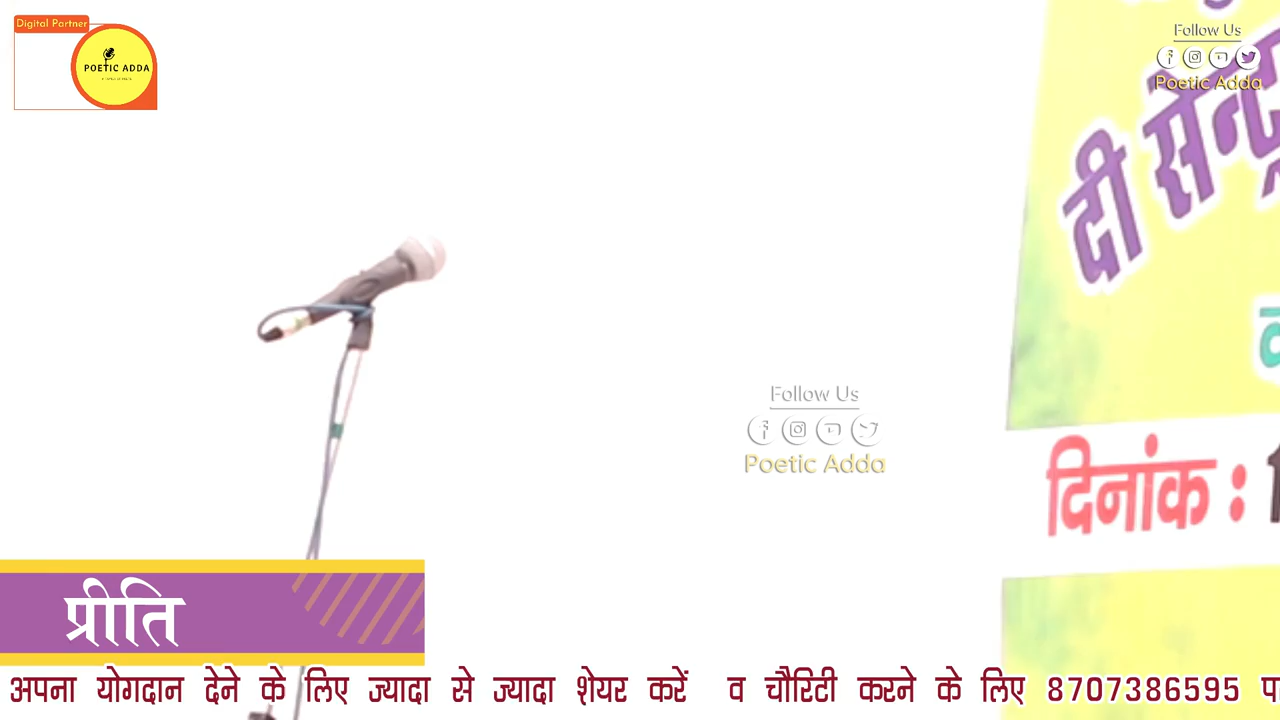 Digital Partner
POETIC ADDA
Follow Us
Poetic Adda
दी सेन्ट्र
Follow Us
Poetic Adda
दिनांक :
प्रीति
अपना योगदान देने के लिए ज्यादा से ज्यादा शेयर करें व चौरिटी करने के लिए 8707386595